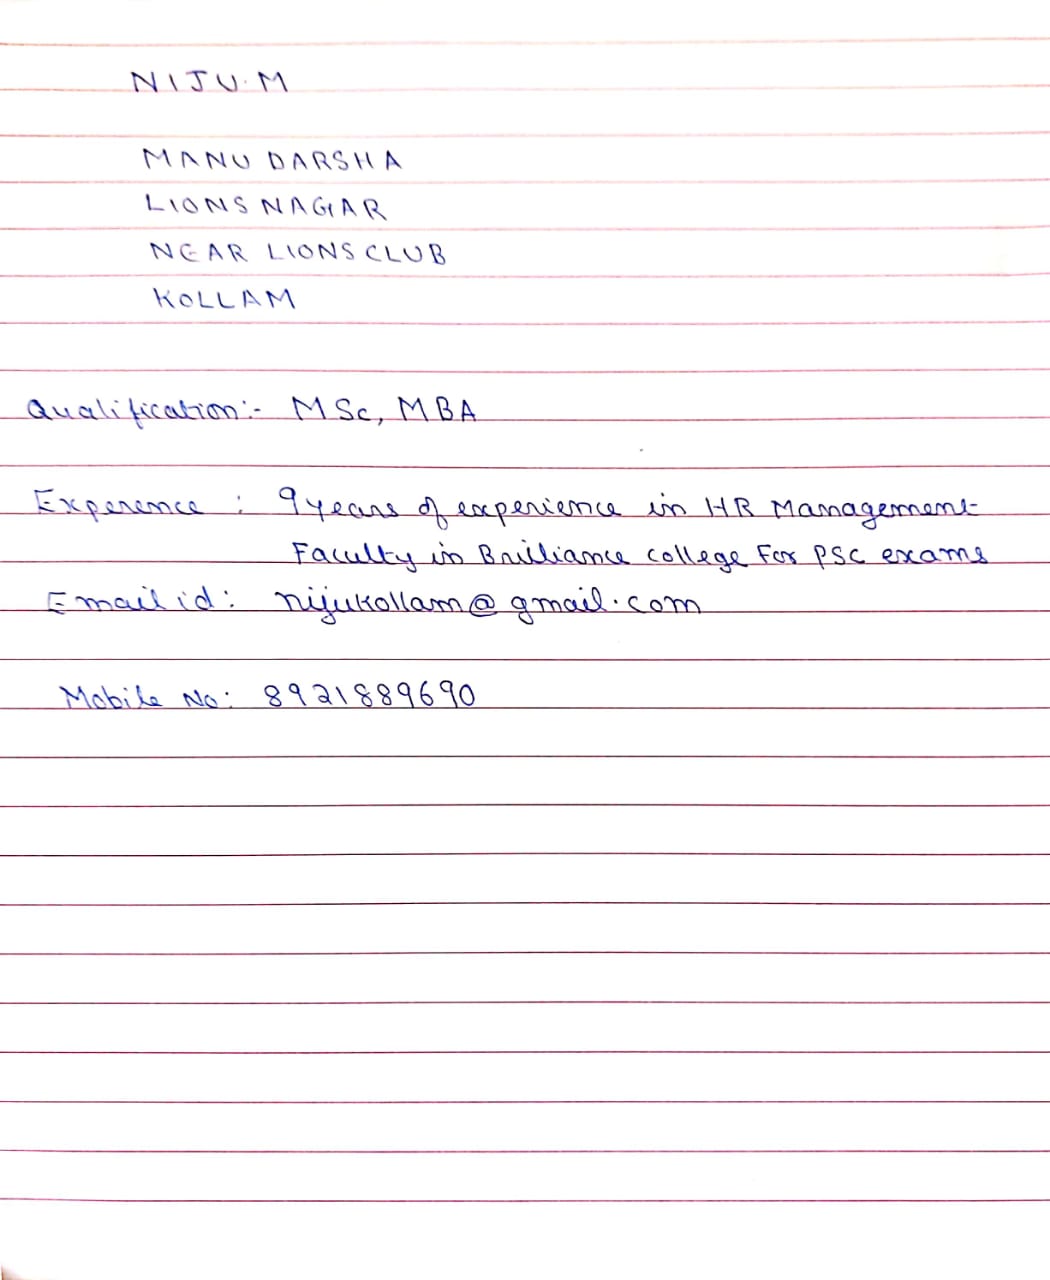 NIJU.M
MANU DARSHA
LIONS NAGAR
NEAR LIONS CLUB
KOLLAM
Qualification:- MSc, MBA
Experence : 9 years of experience in HR Management
Faculty in Brilliance college For PSC exams
Email id : nijukollam@gmail.com
Mobile No: 8921889690